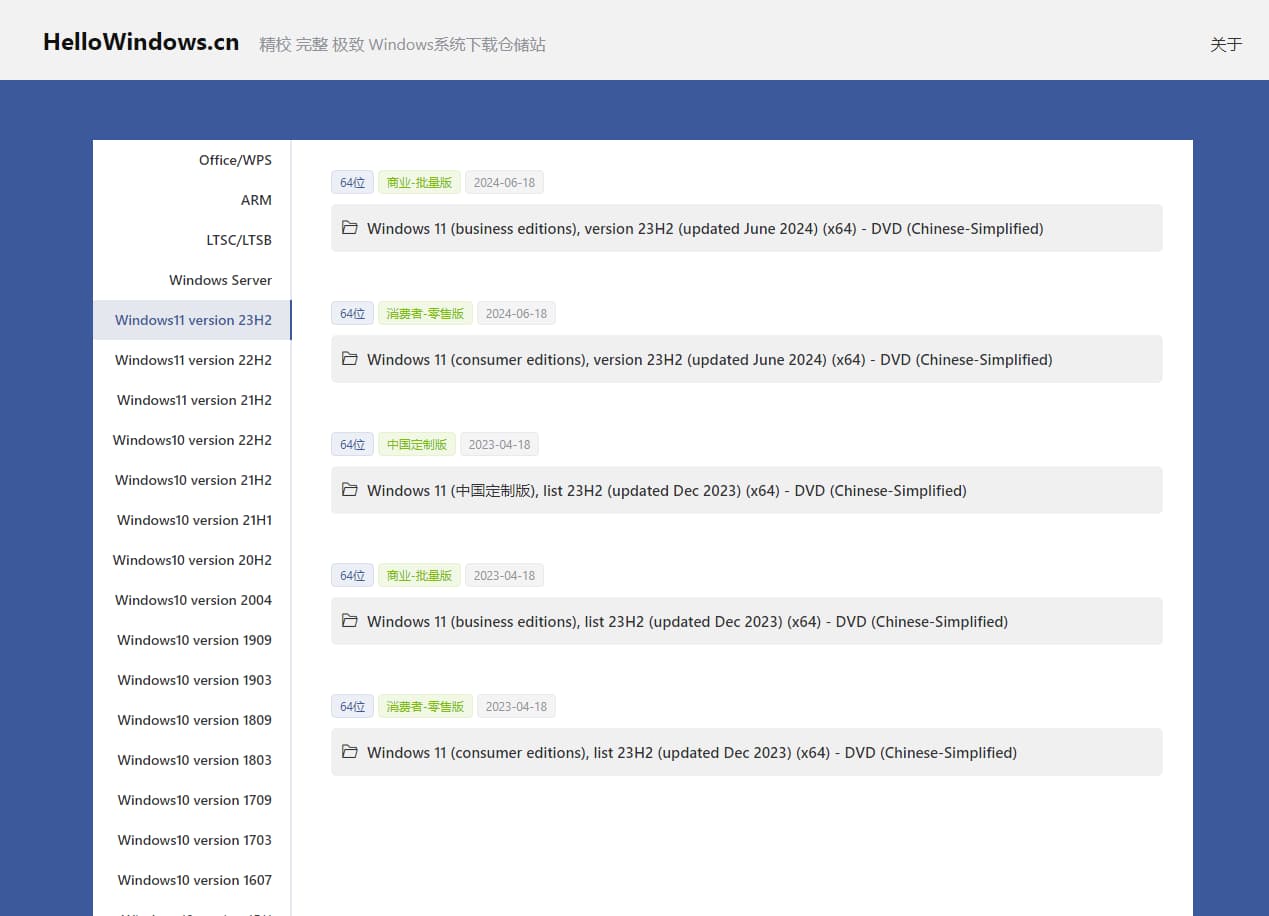 HelloWindows.cn 精校 完整 极致 Windows系统下载仓储站 关于
Office/WPS
ARM
LTSC/LTSB
Windows Server
Windows11 version 23H2
Windows11 version 22H2
Windows11 version 21H2
Windows10 version 22H2
Windows10 version 21H2
Windows10 version 21H1
Windows10 version 20H2
Windows10 version 2004
Windows10 version 1909
Windows10 version 1903
Windows10 version 1809
Windows10 version 1803
Windows10 version 1709
Windows10 version 1703
Windows10 version 1607
64位 商业-批量版 2024-06-18
Windows 11 (business editions), version 23H2 (updated June 2024) (x64) - DVD (Chinese-Simplified)
64位 消费者-零售版 2024-06-18
Windows 11 (consumer editions), version 23H2 (updated June 2024) (x64) - DVD (Chinese-Simplified)
64位 中国定制版 2023-04-18
Windows 11 (中国定制版), list 23H2 (updated Dec 2023) (x64) - DVD (Chinese-Simplified)
64位 商业-批量版 2023-04-18
Windows 11 (business editions), list 23H2 (updated Dec 2023) (x64) - DVD (Chinese-Simplified)
64位 消费者-零售版 2023-04-18
Windows 11 (consumer editions), list 23H2 (updated Dec 2023) (x64) - DVD (Chinese-Simplified)